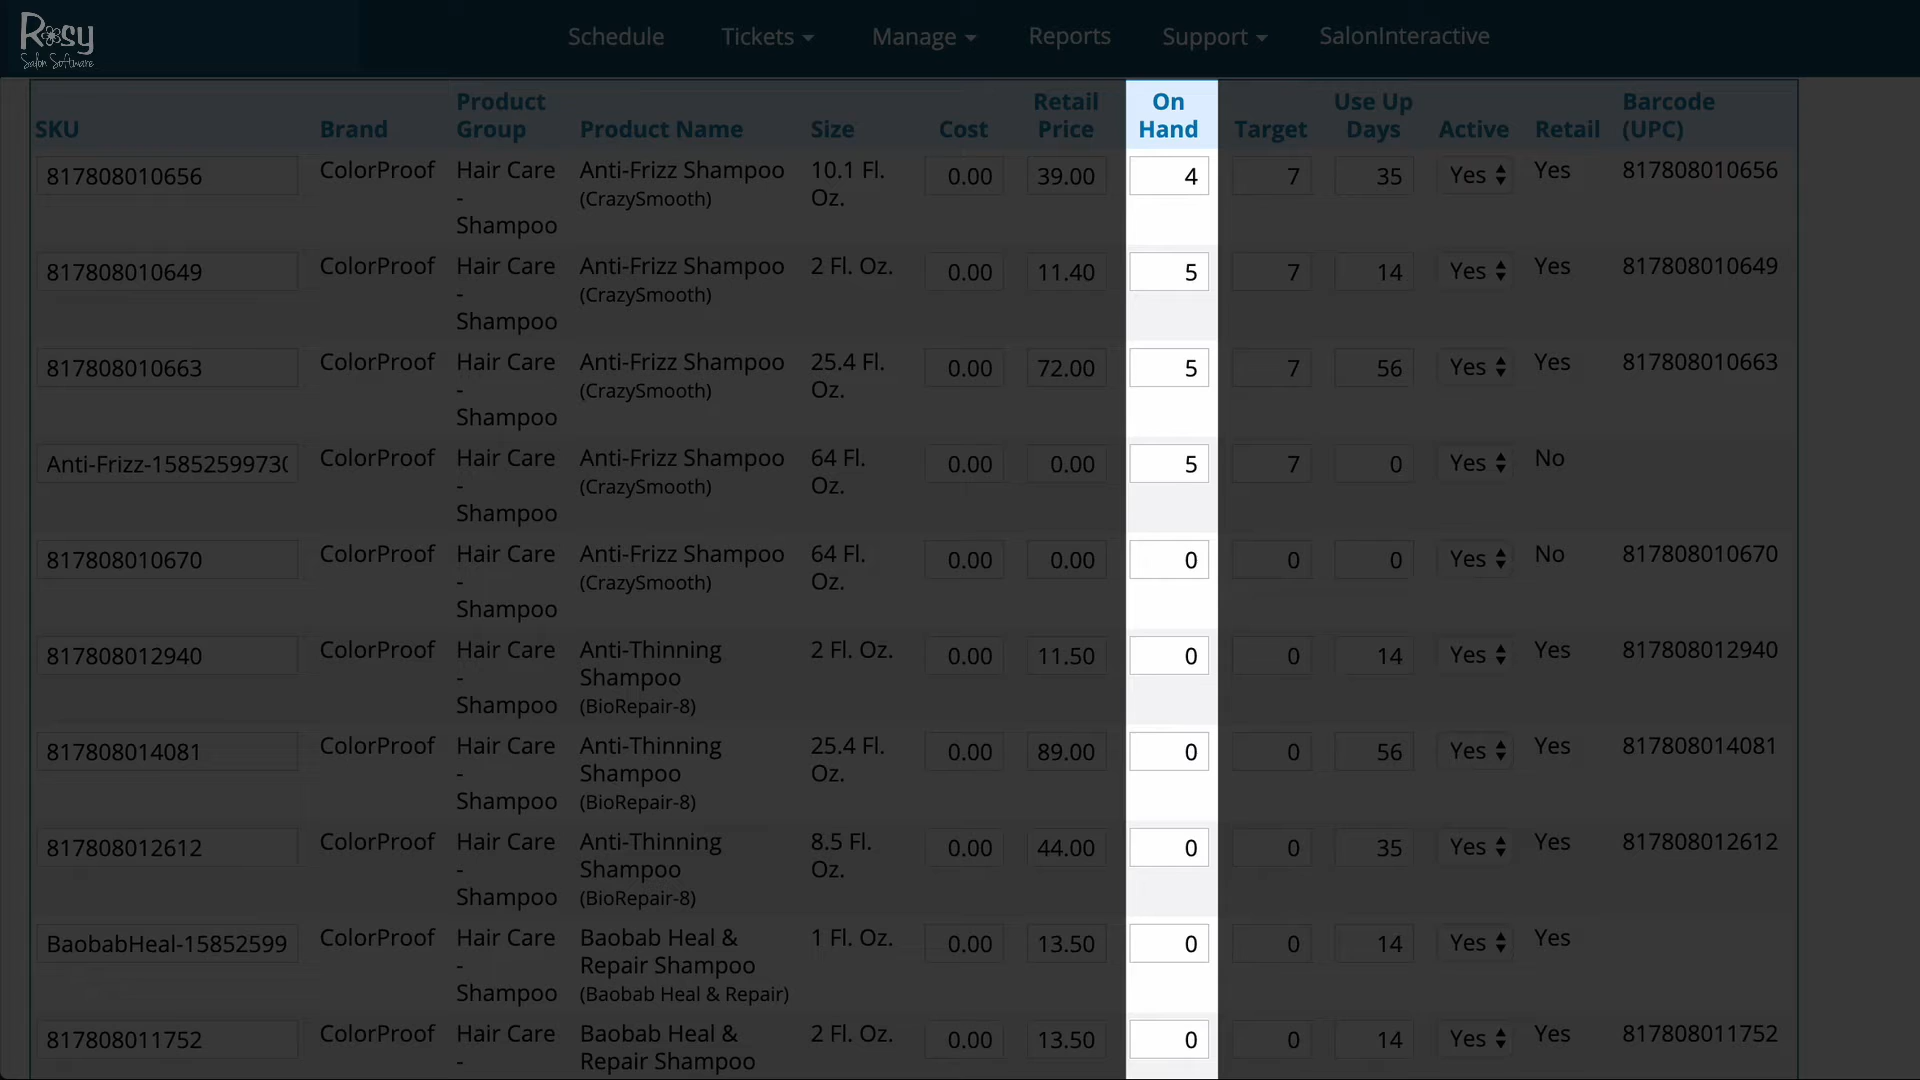 Rosy
Salon Software
Schedule Tickets Manage Reports Support SalonInteractive
SKU Brand Product Group Product Name Size Cost Retail Price On Hand Target Use Up Days Active Retail Barcode (UPC)
817808010656 ColorProof Hair Care - Shampoo Anti-Frizz Shampoo (CrazySmooth) 10.1 Fl. Oz. 0.00 39.00 4 7 35 Yes Yes 817808010656
817808010649 ColorProof Hair Care - Shampoo Anti-Frizz Shampoo (CrazySmooth) 2 Fl. Oz. 0.00 11.40 5 7 14 Yes Yes 817808010649
817808010663 ColorProof Hair Care - Shampoo Anti-Frizz Shampoo (CrazySmooth) 25.4 Fl. Oz. 0.00 72.00 5 7 56 Yes Yes 817808010663
Anti-Frizz-1585259973( ColorProof Hair Care - Shampoo Anti-Frizz Shampoo (CrazySmooth) 64 Fl. Oz. 0.00 0.00 5 7 0 Yes No
817808010670 ColorProof Hair Care - Shampoo Anti-Frizz Shampoo (CrazySmooth) 64 Fl. Oz. 0.00 0.00 0 0 0 Yes No 817808010670
817808012940 ColorProof Hair Care - Shampoo Anti-Thinning Shampoo (BioRepair-8) 2 Fl. Oz. 0.00 11.50 0 0 14 Yes Yes 817808012940
817808014081 ColorProof Hair Care - Shampoo Anti-Thinning Shampoo (BioRepair-8) 25.4 Fl. Oz. 0.00 89.00 0 0 56 Yes Yes 817808014081
817808012612 ColorProof Hair Care - Shampoo Anti-Thinning Shampoo (BioRepair-8) 8.5 Fl. Oz. 0.00 44.00 0 0 35 Yes Yes 817808012612
BaobabHeal-15852599 ColorProof Hair Care - Shampoo Baobab Heal & Repair Shampoo (Baobab Heal & Repair) 1 Fl. Oz. 0.00 13.50 0 0 14 Yes Yes
817808011752 ColorProof Hair Care - Baobab Heal & Repair Shampoo 2 Fl. Oz. 0.00 13.50 0 0 14 Yes Yes 817808011752